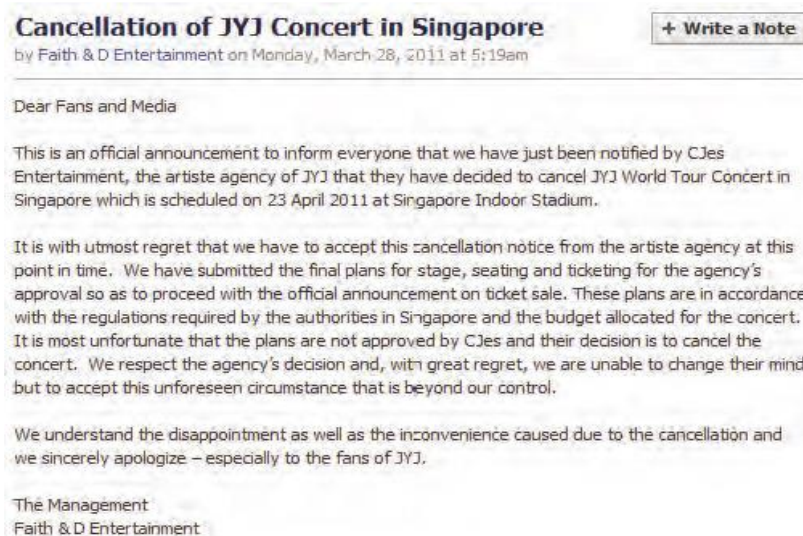 Cancellation of JYJ Concert in Singapore
+ Write a Note
by Faith & D Entertainment on Monday, March 28, 2011 at 5:19am
Dear Fans and Media
This is an official announcement to inform everyone that we have just been notified by CJes
Entertainment, the artiste agency of JYJ that they have decided to cancel JYJ World Tour Concert in
Singapore which is scheduled on 23 April 2011 at Singapore Indoor Stadium.
It is with utmost regret that we have to accept this cancellation notice from the artiste agency at this
point in time. We have submitted the final plans for stage, seating and ticketing for the agency's
approval so as to proceed with the official announcement on ticket sale. These plans are in accordance
with the regulations required by the authorities in Singapore and the budget allocated for the concert.
It is most unfortunate that the plans are not approved by CJes and their decision is to cancel the
concert. We respect the agency's decision and, with great regret, we are unable to change their mind
but to accept this unforeseen circumstance that is beyond our control.
We understand the disappointment as well as the inconvenience caused due to the cancellation and
we sincerely apologize – especially to the fans of JYJ.
The Management
Faith & D Entertainment